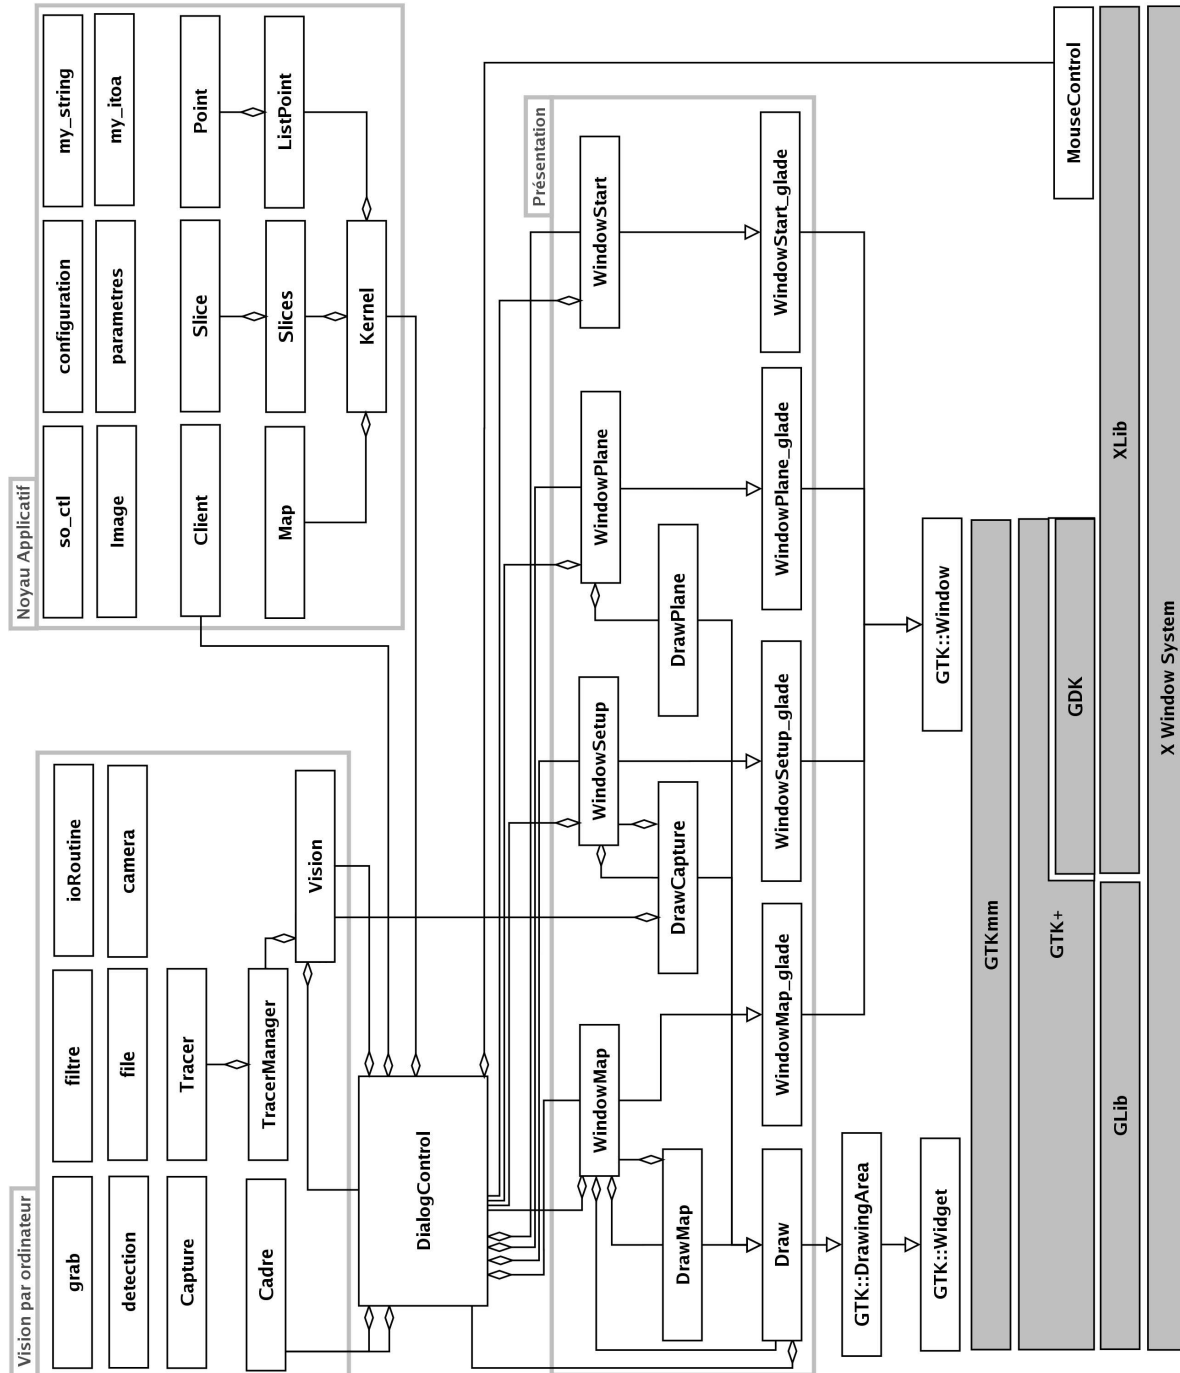 Vision par ordinateur
grab
filtre
ioRoutine
detection
file
camera
Capture
Tracer
Cadre
TracerManager
Vision
Noyau Applicatif
so_ctl
configuration
my_string
Image
parametres
my_itoa
Client
Slice
Point
Map
Slices
ListPoint
Kernel
DialogControl
Présentation
WindowMap
WindowSetup
WindowPlane
WindowStart
DrawMap
DrawCapture
DrawPlane
Draw
WindowMap_glade
WindowSetup_glade
WindowPlane_glade
WindowStart_glade
GTK::DrawingArea
GTK::Widget
GTK::Window
MouseControl
GTKmm
GTK+
GDK
GLib
XLib
X Window System